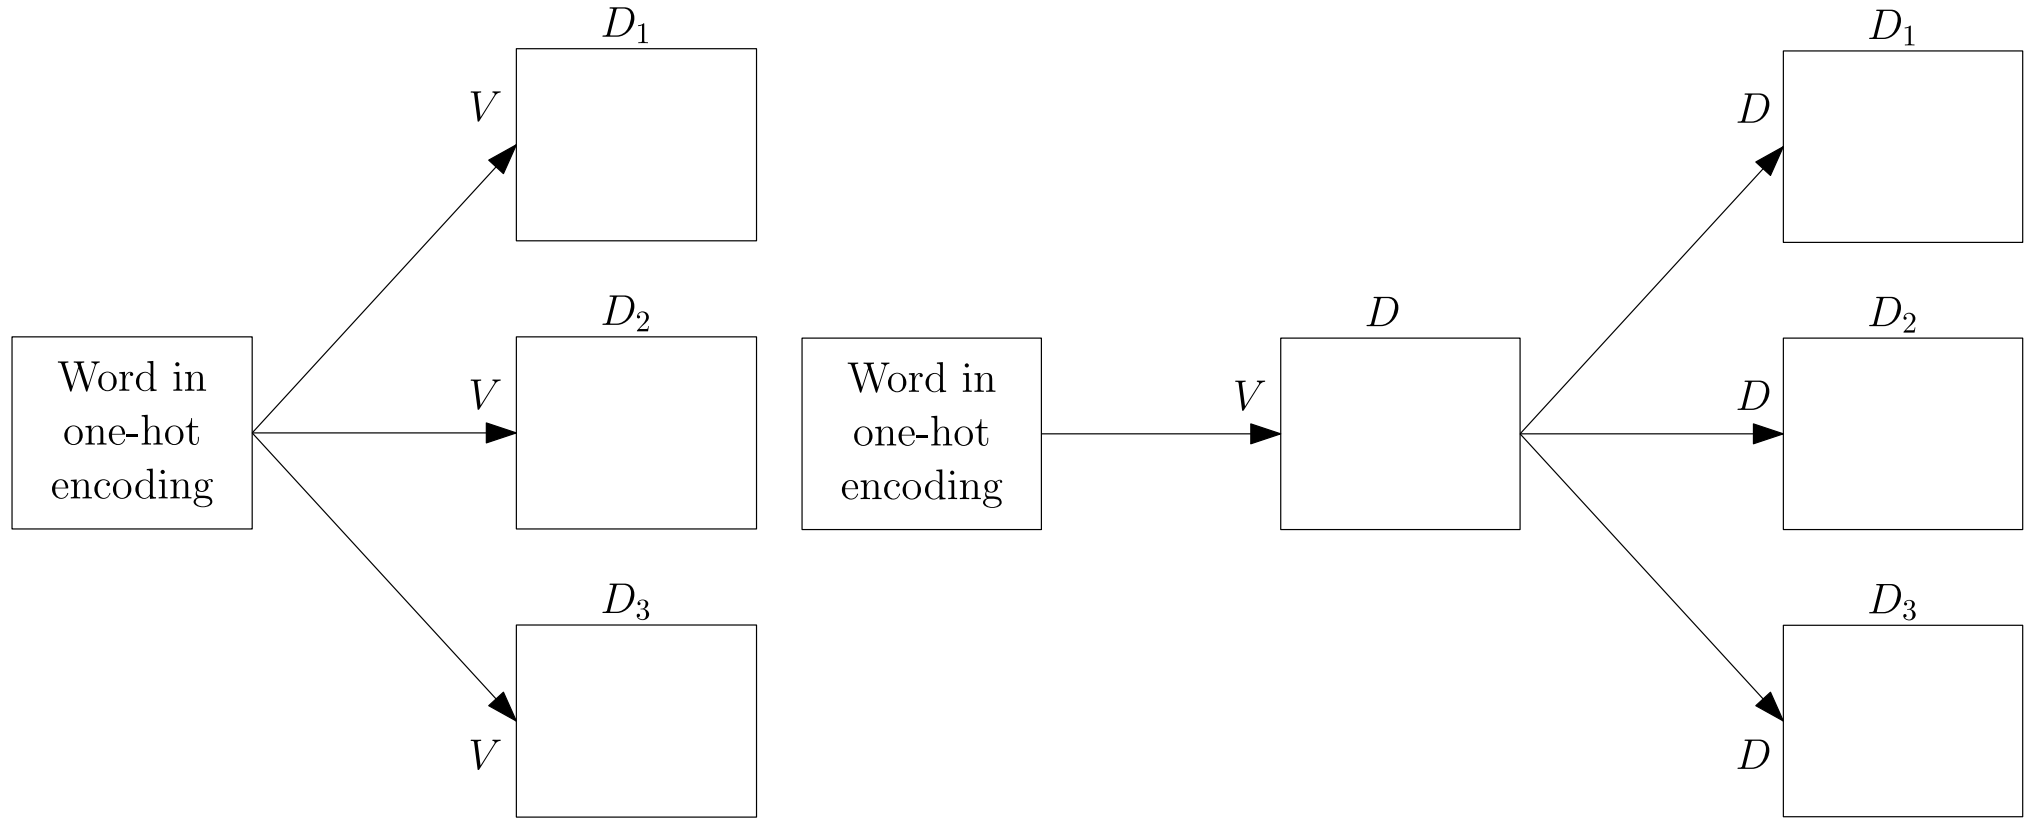 D₁
V
D₂
Word in
one-hot
encoding
V
D₃
V
D₁
D
D
D₂
Word in
one-hot
encoding
V
D
D₃
D